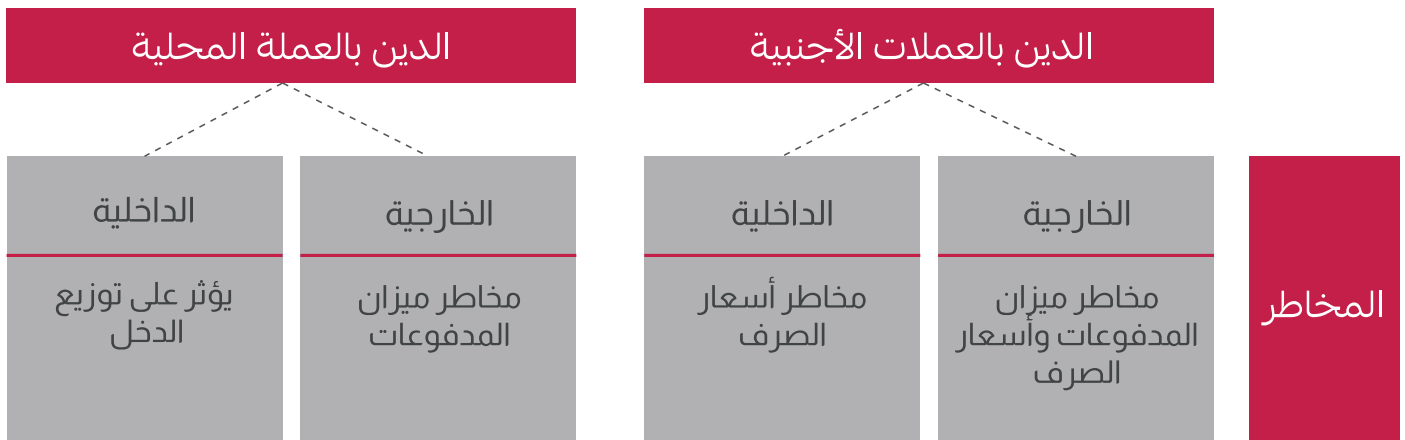 الدين بالعملات الأجنبية
الدين بالعملة المحلية
المخاطر
الخارجية
مخاطر ميزان
المدفوعات وأسعار
الصرف
الداخلية
مخاطر أسعار
الصرف
الخارجية
مخاطر ميزان
المدفوعات
الداخلية
يؤثر على توزيع
الدخل